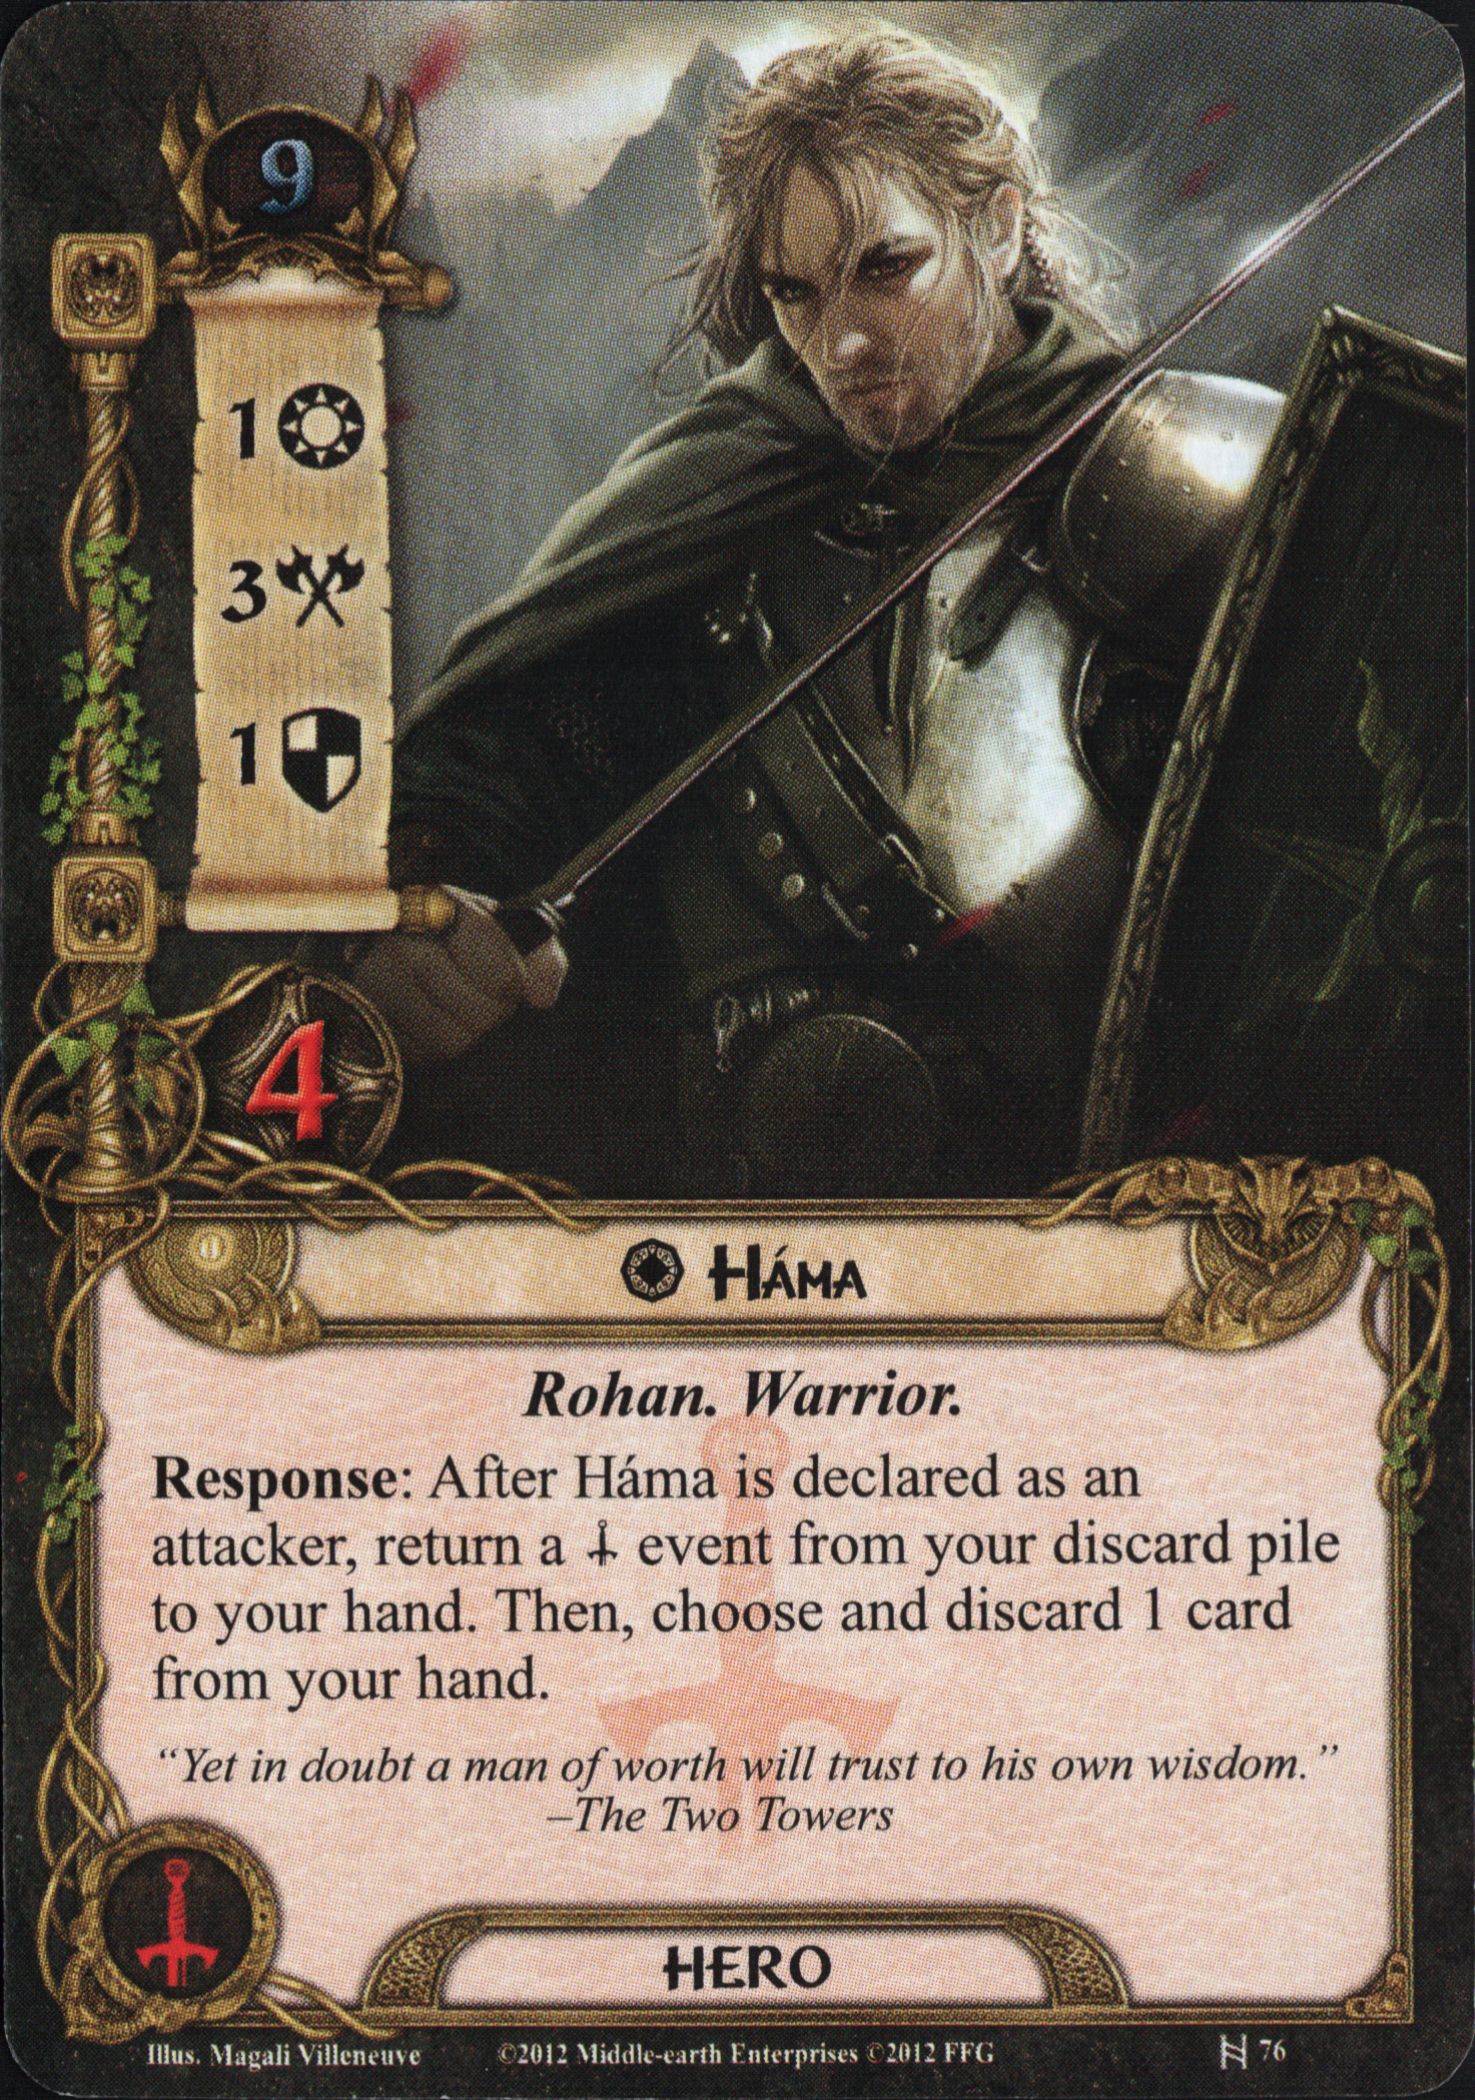 9
1
3
1
4
Háma
Rohan. Warrior.
Response: After Háma is declared as an
attacker, return a event from your discard pile
to your hand. Then, choose and discard 1 card
from your hand.
“Yet in doubt a man of worth will trust to his own wisdom.”
–The Two Towers
HERO
Illus. Magali Villeneuve ©2012 Middle-earth Enterprises ©2012 FFG 76